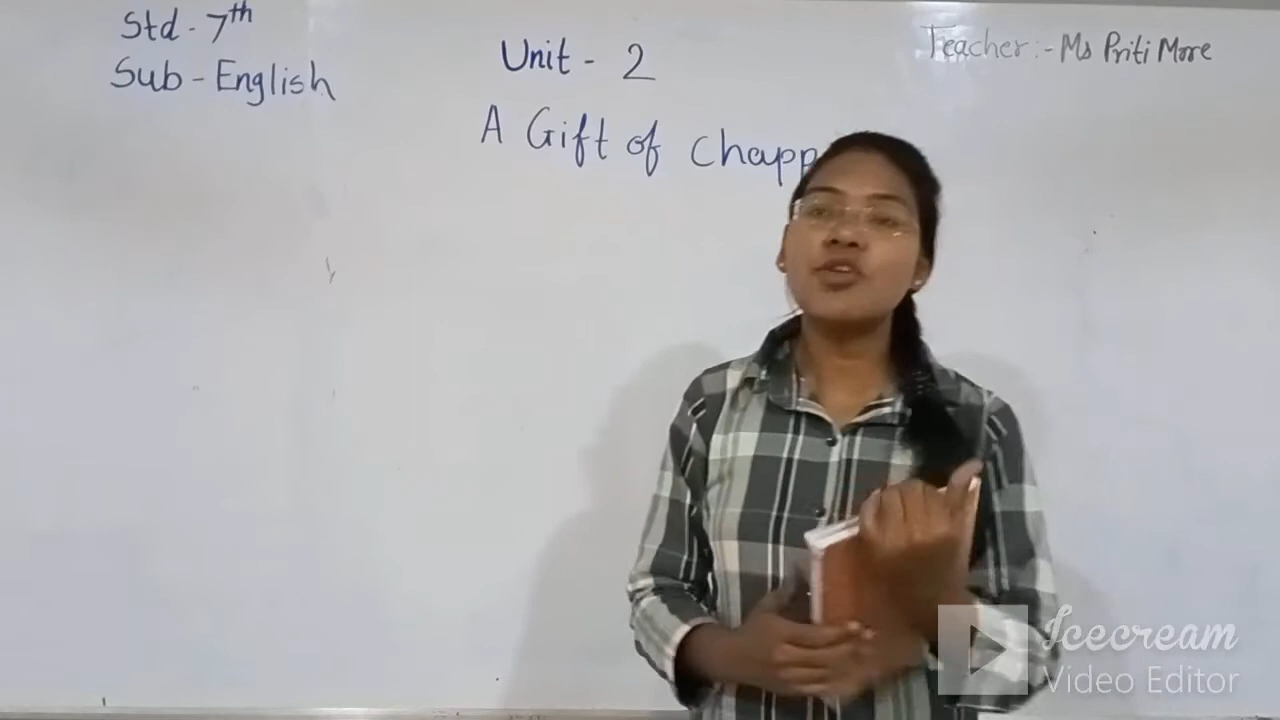 Std - 7th
Sub - English
Unit - 2
A Gift of chapp
Teacher :- Ms Priti More
Icecream
Video Editor